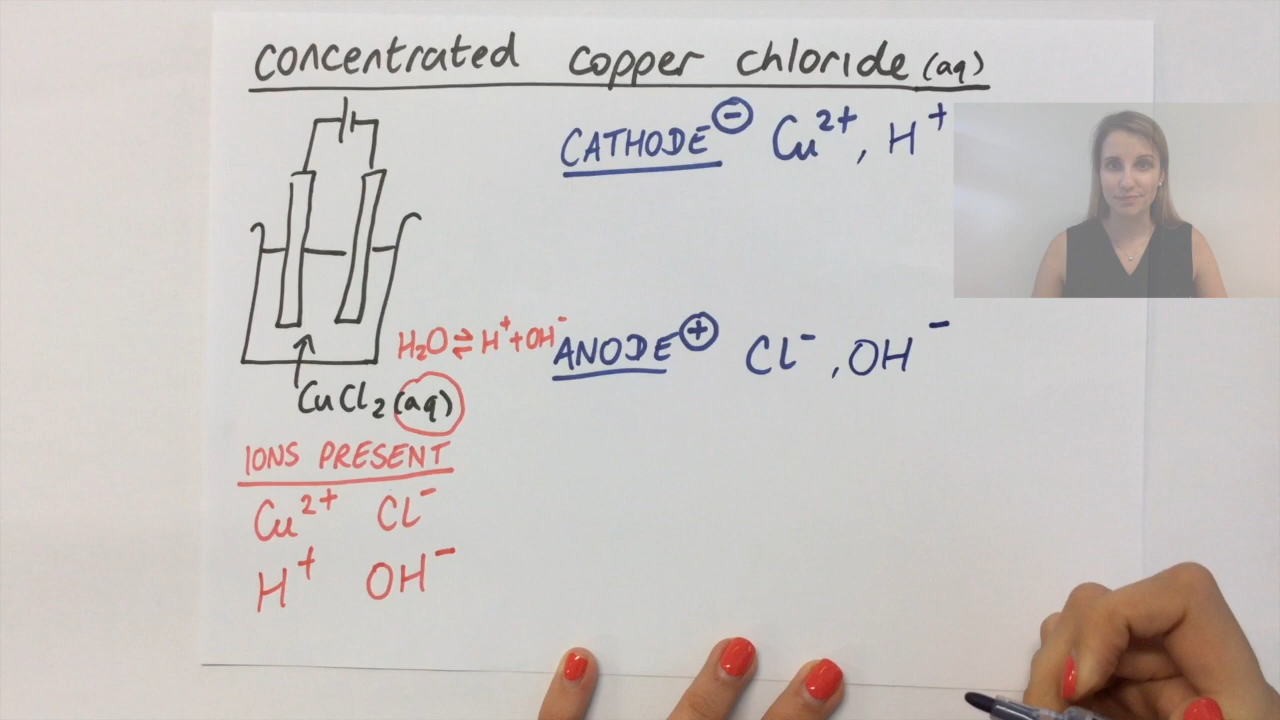 concentrated copper chloride (aq)
CATHODE ⊖ Cu²⁺, H⁺
H₂O ⇌ H⁺ + OH⁻
ANODE ⊕ Cl⁻, OH⁻
CuCl₂(aq)
IONS PRESENT
Cu²⁺ Cl⁻
H⁺ OH⁻